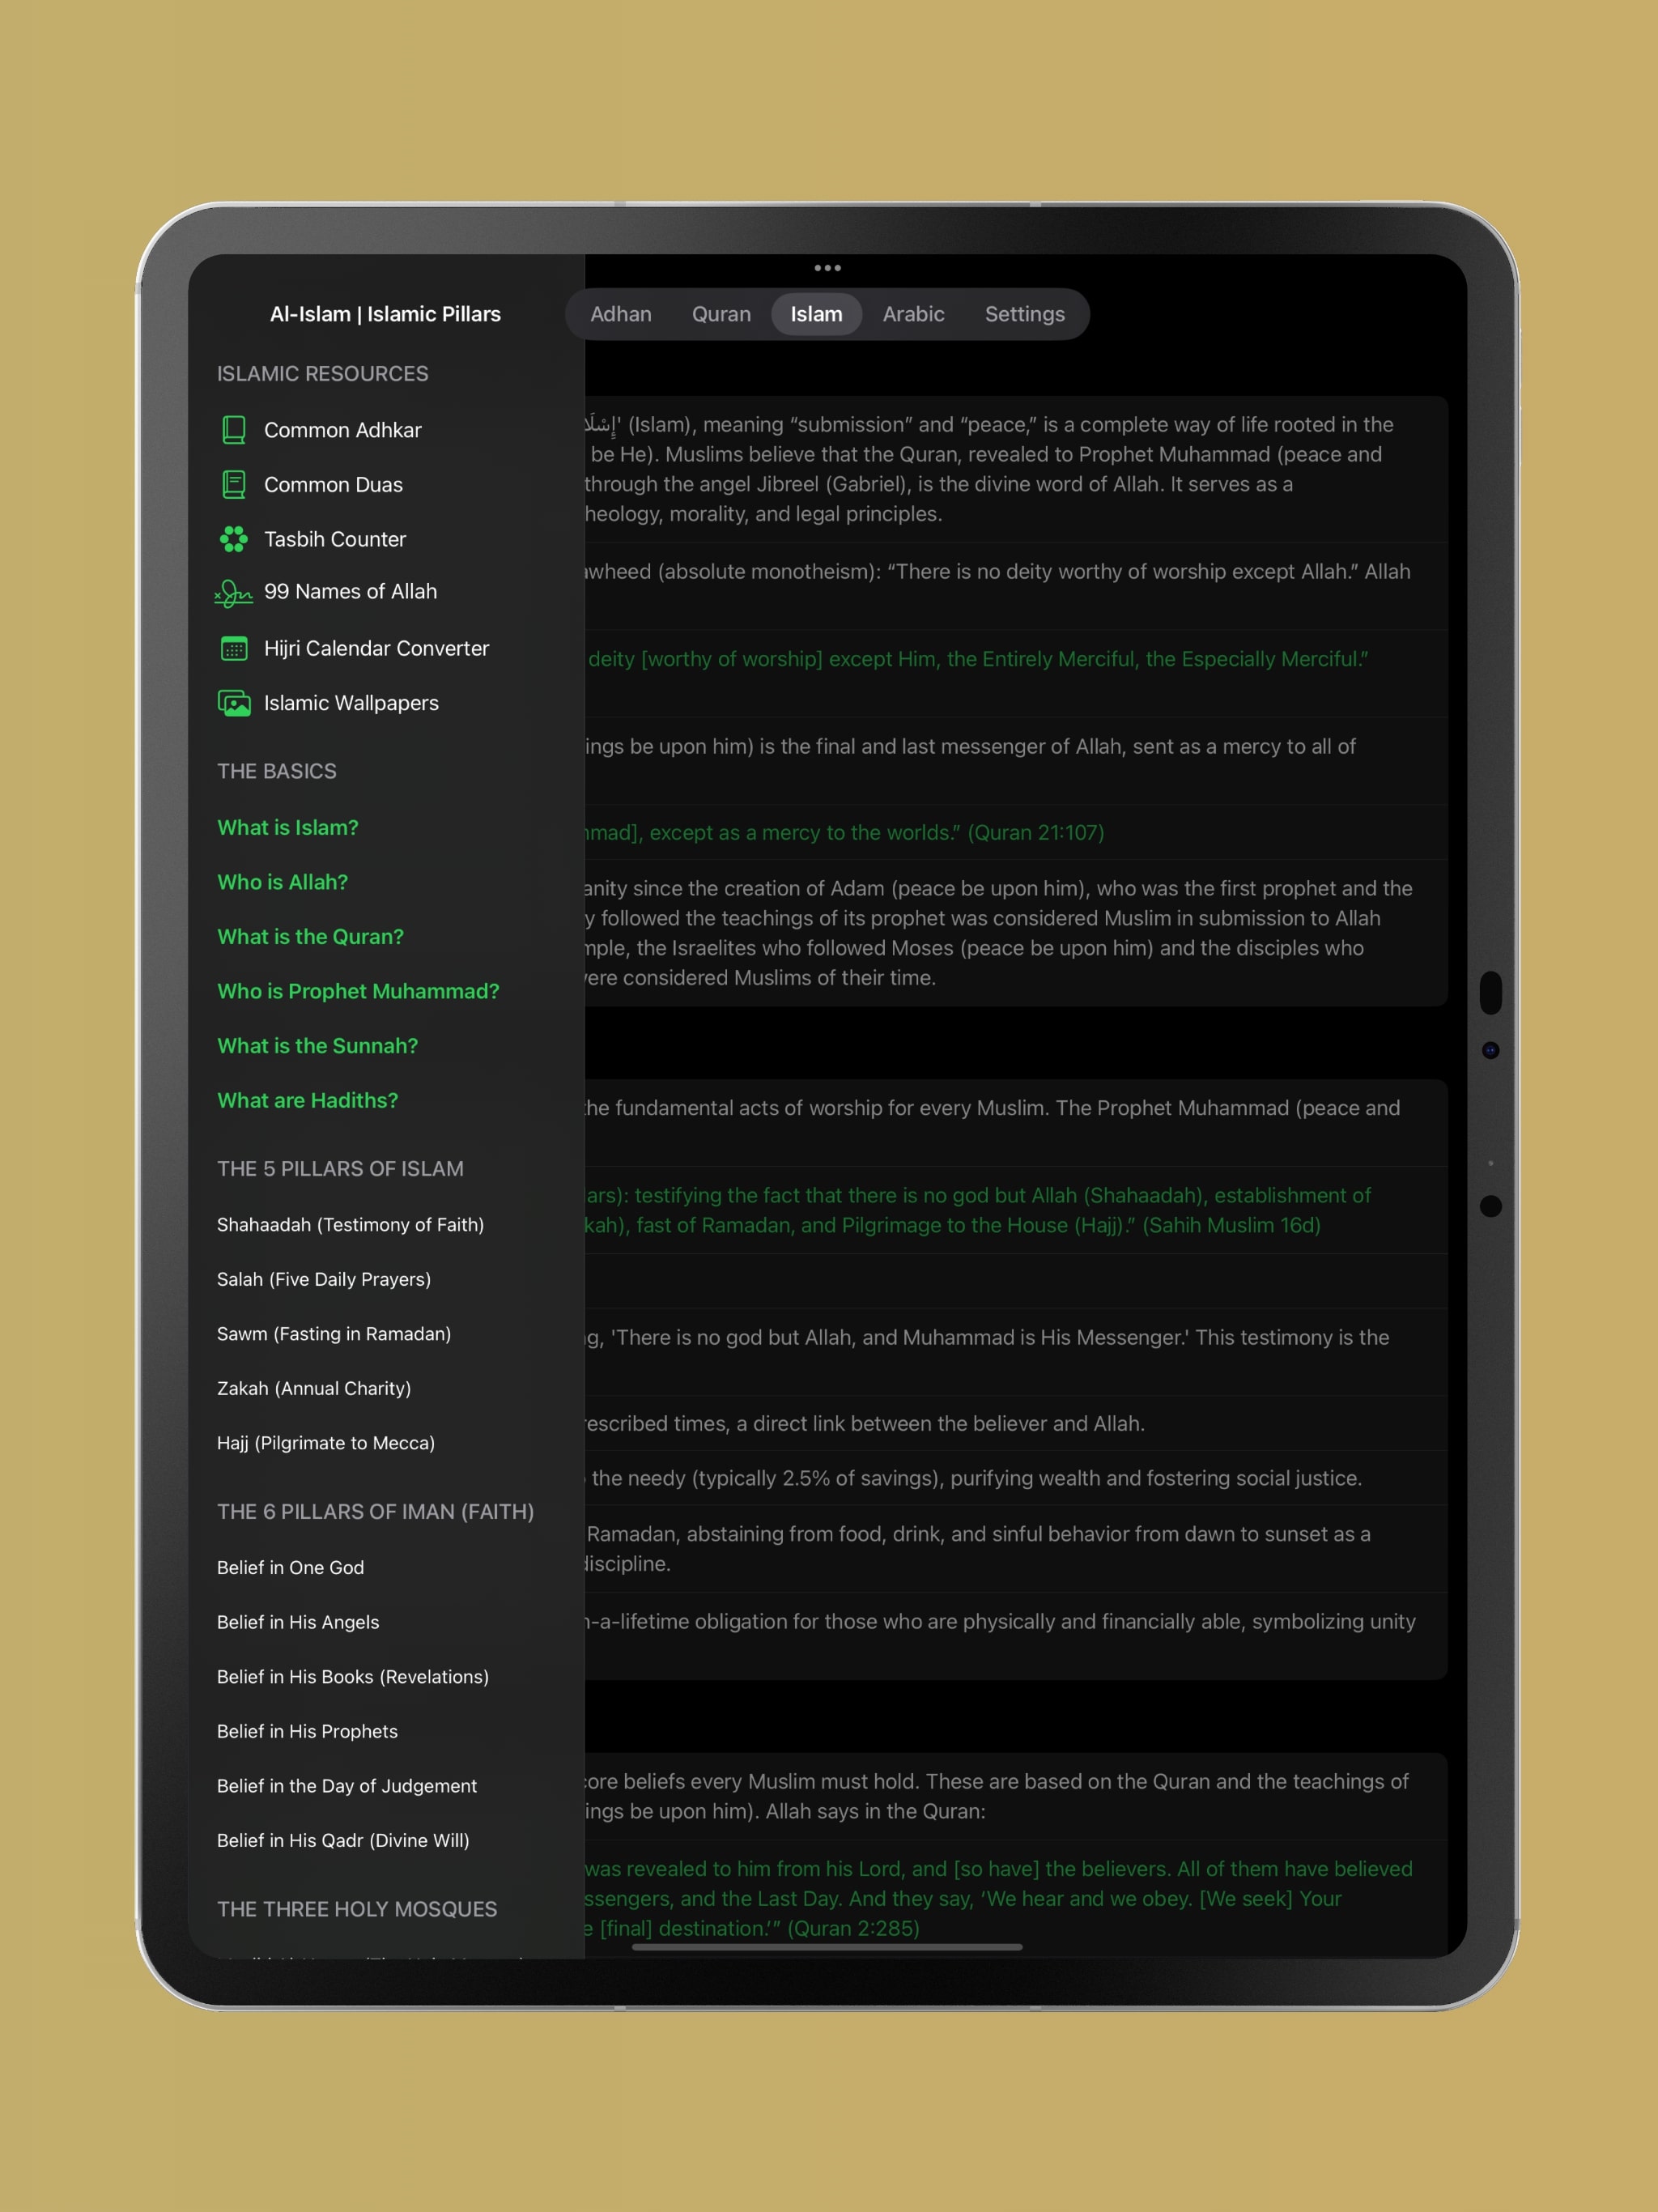 Al-Islam | Islamic Pillars
Adhan Quran Islam Arabic Settings
ISLAMIC RESOURCES
Common Adhkar
Common Duas
Tasbih Counter
99 Names of Allah
Hijri Calendar Converter
Islamic Wallpapers
THE BASICS
What is Islam?
Who is Allah?
What is the Quran?
Who is Prophet Muhammad?
What is the Sunnah?
What are Hadiths?
THE 5 PILLARS OF ISLAM
Shahaadah (Testimony of Faith)
Salah (Five Daily Prayers)
Sawm (Fasting in Ramadan)
Zakah (Annual Charity)
Hajj (Pilgrimate to Mecca)
THE 6 PILLARS OF IMAN (FAITH)
Belief in One God
Belief in His Angels
Belief in His Books (Revelations)
Belief in His Prophets
Belief in the Day of Judgement
Belief in His Qadr (Divine Will)
THE THREE HOLY MOSQUES
(Islam), meaning “submission” and “peace,” is a complete way of life rooted in the
be He). Muslims believe that the Quran, revealed to Prophet Muhammad (peace and
through the angel Jibreel (Gabriel), is the divine word of Allah. It serves as a
heology, morality, and legal principles.
wheed (absolute monotheism): “There is no deity worthy of worship except Allah.” Allah
deity [worthy of worship] except Him, the Entirely Merciful, the Especially Merciful.”
ings be upon him) is the final and last messenger of Allah, sent as a mercy to all of
mad], except as a mercy to the worlds.” (Quran 21:107)
anity since the creation of Adam (peace be upon him), who was the first prophet and the
y followed the teachings of its prophet was considered Muslim in submission to Allah
mple, the Israelites who followed Moses (peace be upon him) and the disciples who
ere considered Muslims of their time.
the fundamental acts of worship for every Muslim. The Prophet Muhammad (peace and
ars): testifying the fact that there is no god but Allah (Shahaadah), establishment of
kah), fast of Ramadan, and Pilgrimage to the House (Hajj).” (Sahih Muslim 16d)
g, 'There is no god but Allah, and Muhammad is His Messenger.' This testimony is the
rescribed times, a direct link between the believer and Allah.
the needy (typically 2.5% of savings), purifying wealth and fostering social justice.
Ramadan, abstaining from food, drink, and sinful behavior from dawn to sunset as a
discipline.
-a-lifetime obligation for those who are physically and financially able, symbolizing unity
core beliefs every Muslim must hold. These are based on the Quran and the teachings of
ings be upon him). Allah says in the Quran:
was revealed to him from his Lord, and [so have] the believers. All of them have believed
ssengers, and the Last Day. And they say, ‘We hear and we obey. [We seek] Your
e [final] destination.’” (Quran 2:285)